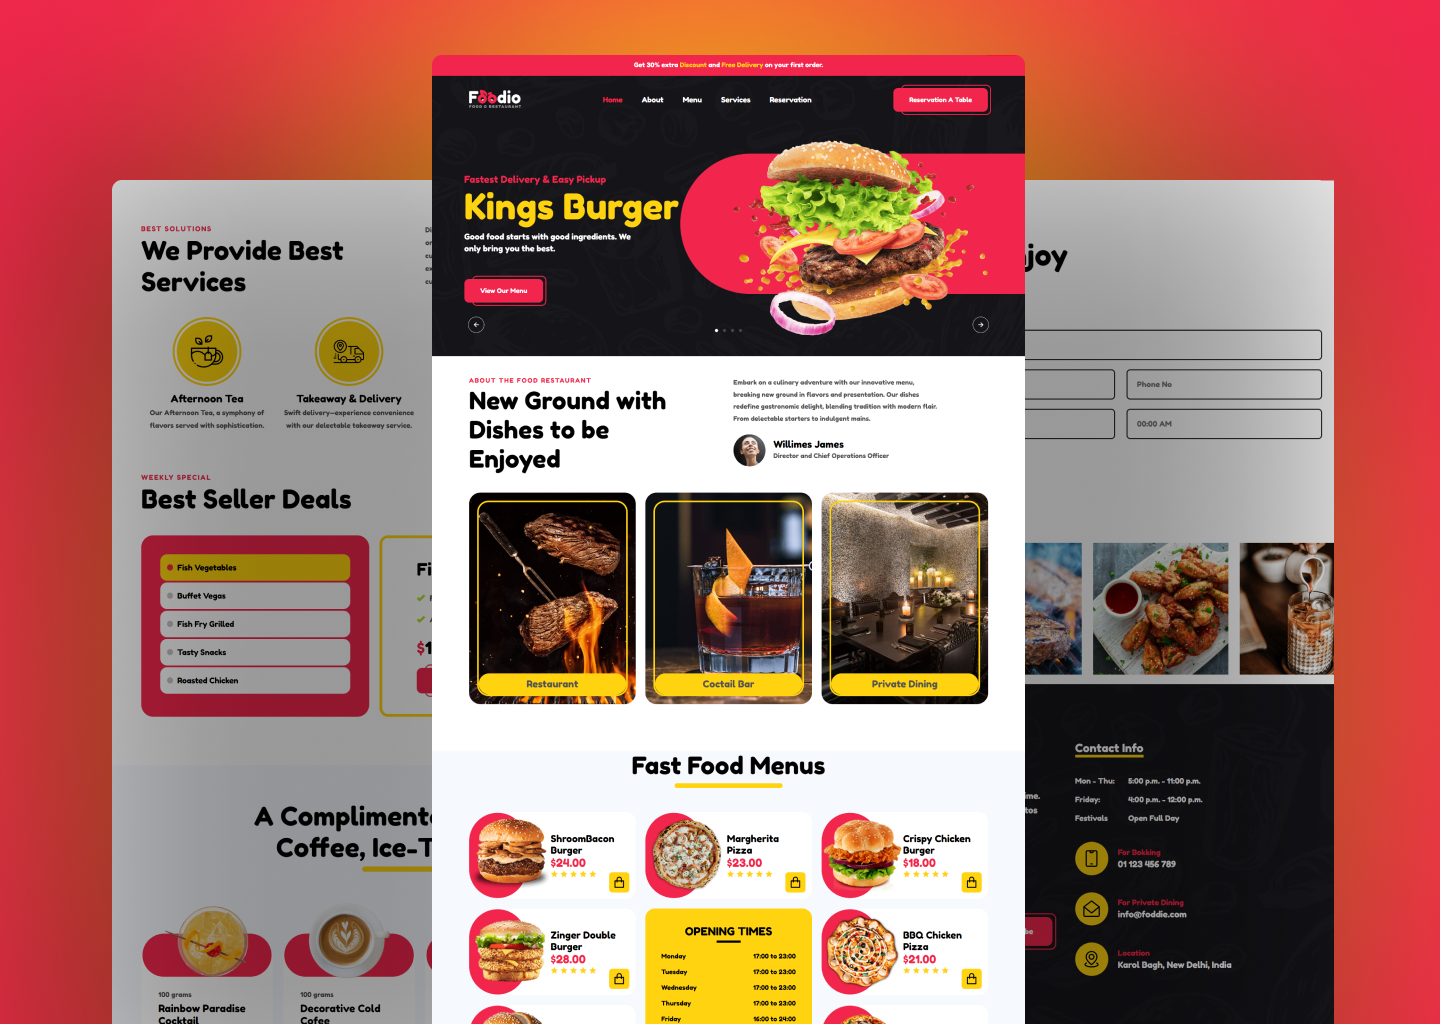 Get 30% extra Discount and Free Delivery on your first order.
Foodio
FOOD & RESTAURANT
Home
About
Menu
Services
Reservation
Reservation A Table
Fastest Delivery & Easy Pickup
Kings Burger
Good food starts with good ingredients. We
only bring you the best.
View Our Menu
ABOUT THE FOOD RESTAURANT
New Ground with
Dishes to be
Enjoyed
Embark on a culinary adventure with our innovative menu,
breaking new ground in flavors and presentation. Our dishes
redefine gastronomic delight, blending tradition with modern flair.
From delectable starters to indulgent mains.
Willimes James
Director and Chief Operations Officer
Restaurant
Coctail Bar
Private Dining
Fast Food Menus
ShroomBacon
Burger
$24.00
Margherita
Pizza
$23.00
Crispy Chicken
Burger
$18.00
Zinger Double
Burger
$28.00
OPENING TIMES
Monday 17:00 to 23:00
Tuesday 17:00 to 23:00
Wednesday 17:00 to 23:00
Thursday 17:00 to 23:00
Friday 16:00 to 24:00
BBQ Chicken
Pizza
$21.00
BEST SOLUTIONS
We Provide Best
Services
Afternoon Tea
Our Afternoon Tea, a symphony of
flavors served with sophistication.
Takeaway & Delivery
Swift delivery—experience convenience
with our delectable takeaway service.
WEEKLY SPECIAL
Best Seller Deals
Fish Vegetables
Buffet Vegas
Fish Fry Grilled
Tasty Snacks
Roasted Chicken
Fi
$1
A Compliment
Coffee, Ice-T
100 grams
Rainbow Paradise
Cocktail
100 grams
Decorative Cold
Cofee
njoy
Phone No
00:00 AM
ime.
tos
be
Contact Info
Mon - Thu: 5:00 p.m. - 11:00 p.m.
Friday: 4:00 p.m. - 12:00 p.m.
Festivals Open Full Day
For Bokking
01 123 456 789
For Private Dining
info@foddie.com
Location
Karol Bagh, New Delhi, India